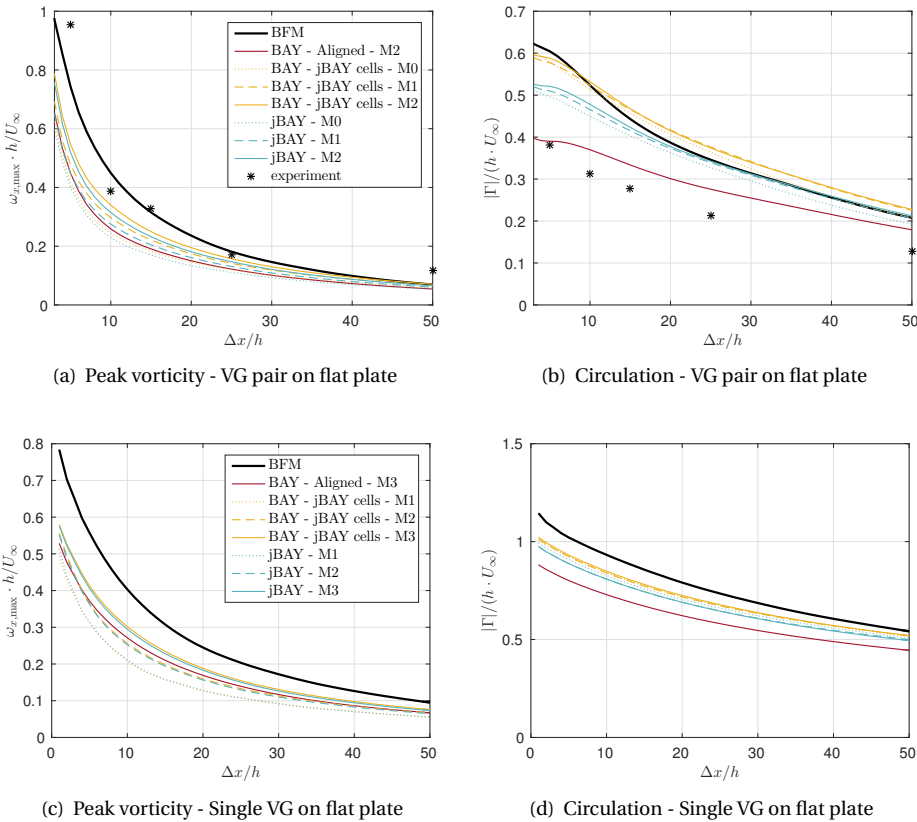 1
0.8
0.6
0.4
0.2
0
10
20
30
40
50
ω_{x,max} · h/U_∞
Δx/h
BFM
BAY - Aligned - M2
BAY - jBAY cells - M0
BAY - jBAY cells - M1
BAY - jBAY cells - M2
jBAY - M0
jBAY - M1
jBAY - M2
experiment
(a) Peak vorticity - VG pair on flat plate
0.7
0.6
0.5
0.4
0.3
0.2
0.1
0
10
20
30
40
50
|Γ|/(h · U_∞)
Δx/h
(b) Circulation - VG pair on flat plate
0.8
0.7
0.6
0.5
0.4
0.3
0.2
0.1
0
0
10
20
30
40
50
ω_{x,max} · h/U_∞
Δx/h
BFM
BAY - Aligned - M3
BAY - jBAY cells - M1
BAY - jBAY cells - M2
BAY - jBAY cells - M3
jBAY - M1
jBAY - M2
jBAY - M3
(c) Peak vorticity - Single VG on flat plate
1.5
1
0.5
0
0
10
20
30
40
50
|Γ|/(h · U_∞)
Δx/h
(d) Circulation - Single VG on flat plate